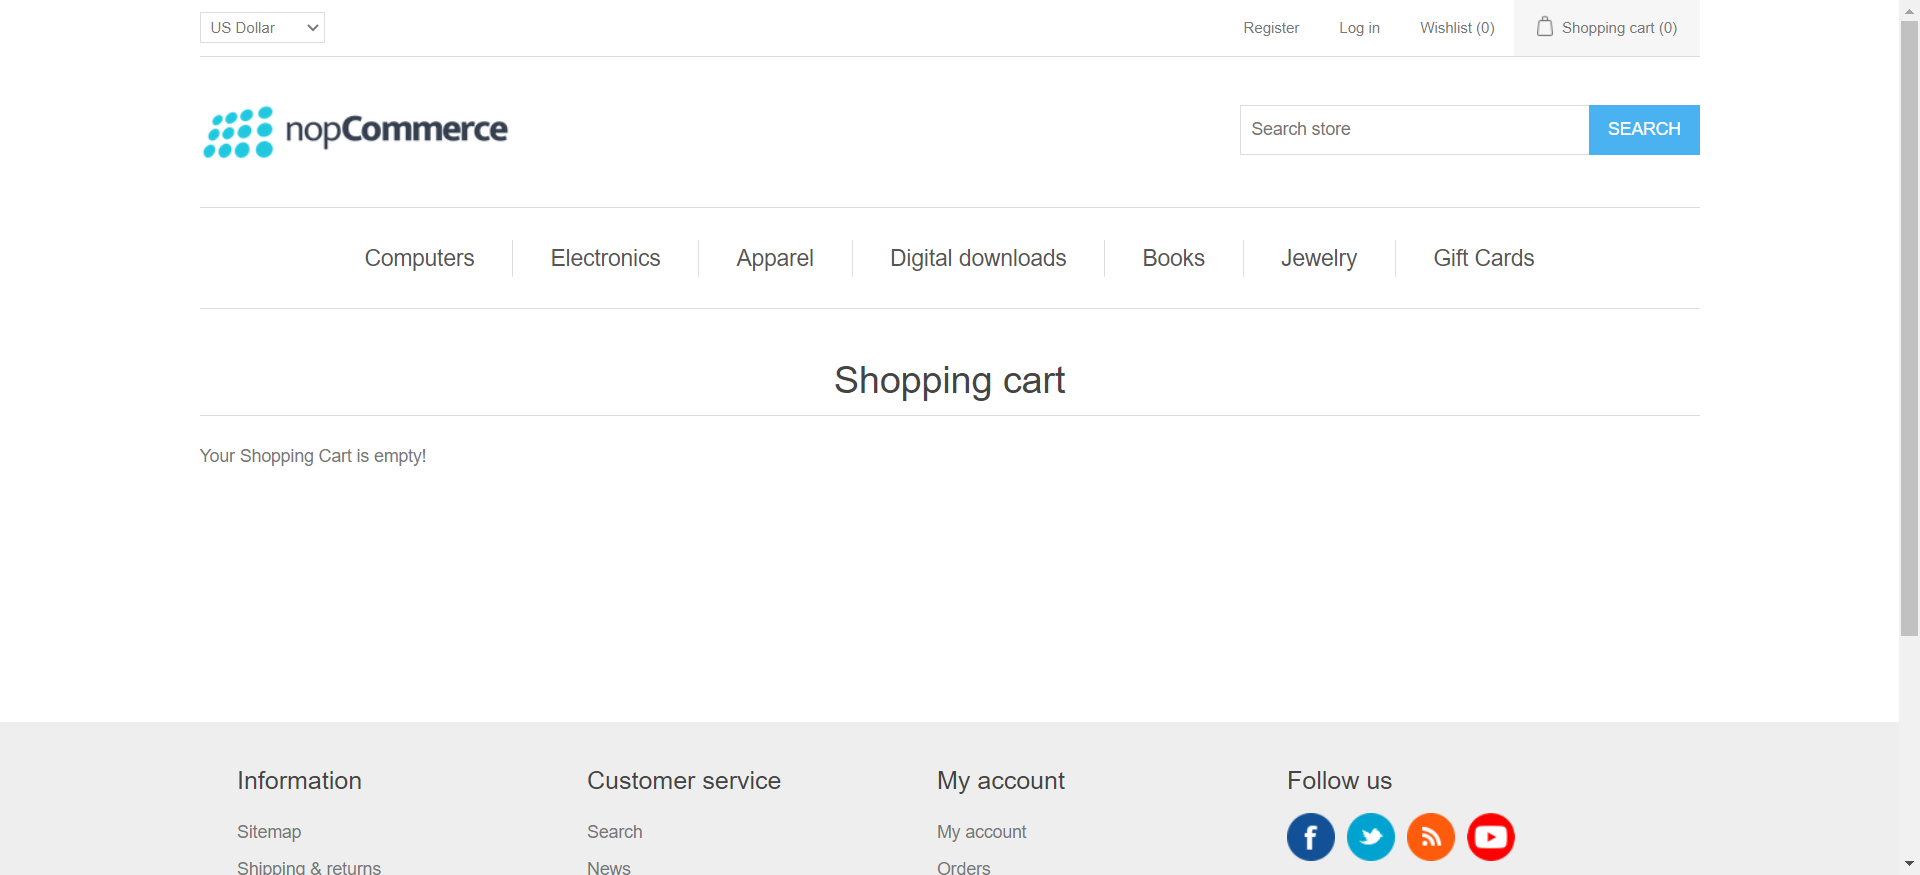 US Dollar
Register
Log in
Wishlist (0)
Shopping cart (0)
nopCommerce
Search store
SEARCH
Computers
Electronics
Apparel
Digital downloads
Books
Jewelry
Gift Cards
Shopping cart
Your Shopping Cart is empty!
Information
Customer service
My account
Follow us
Sitemap
Search
My account
Shipping & returns
News
Orders